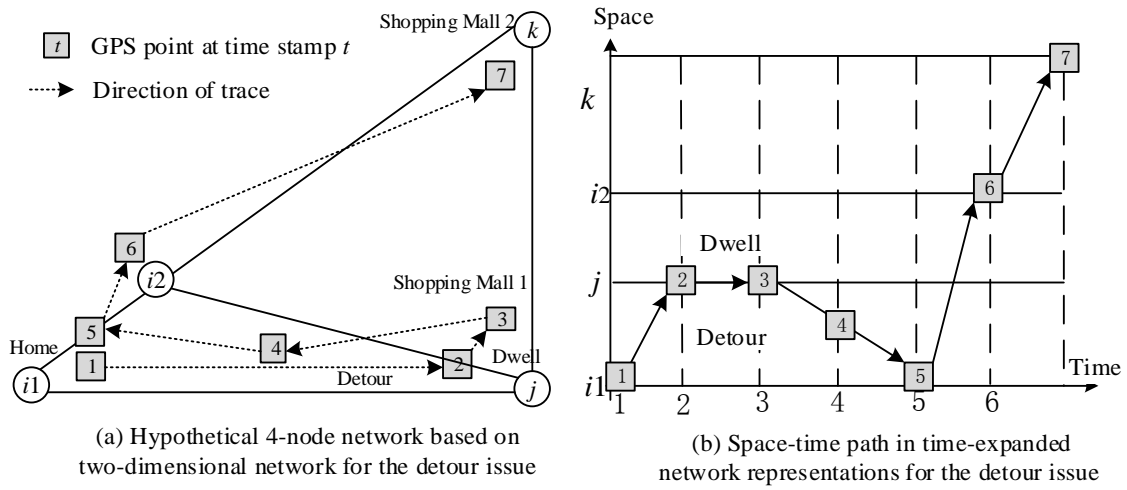 Shopping Mall 2
k
t GPS point at time stamp t
7
Direction of trace
6
i2
Shopping Mall 1
5
3
4
Home
1
2
Dwell
Detour
i1
j
(a) Hypothetical 4-node network based on
two-dimensional network for the detour issue
Space
7
k
i2
6
Dwell
j
2
3
4
Detour
1
5
Time
i1
1 2 3 4 5 6
(b) Space-time path in time-expanded
network representations for the detour issue